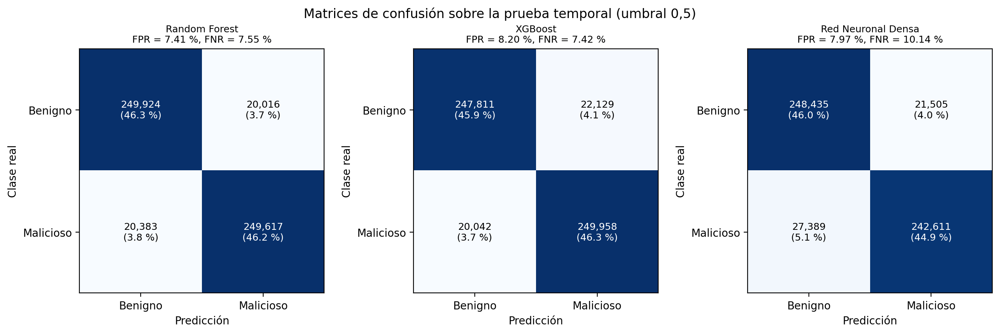 Matrices de confusión sobre la prueba temporal (umbral 0,5)
Random Forest
FPR = 7.41 %, FNR = 7.55 %
Clase real
Benigno
Malicioso
249,924
(46.3 %)
20,016
(3.7 %)
20,383
(3.8 %)
249,617
(46.2 %)
Benigno
Malicioso
Predicción
XGBoost
FPR = 8.20 %, FNR = 7.42 %
Clase real
Benigno
Malicioso
247,811
(45.9 %)
22,129
(4.1 %)
20,042
(3.7 %)
249,958
(46.3 %)
Benigno
Malicioso
Predicción
Red Neuronal Densa
FPR = 7.97 %, FNR = 10.14 %
Clase real
Benigno
Malicioso
248,435
(46.0 %)
21,505
(4.0 %)
27,389
(5.1 %)
242,611
(44.9 %)
Benigno
Malicioso
Predicción